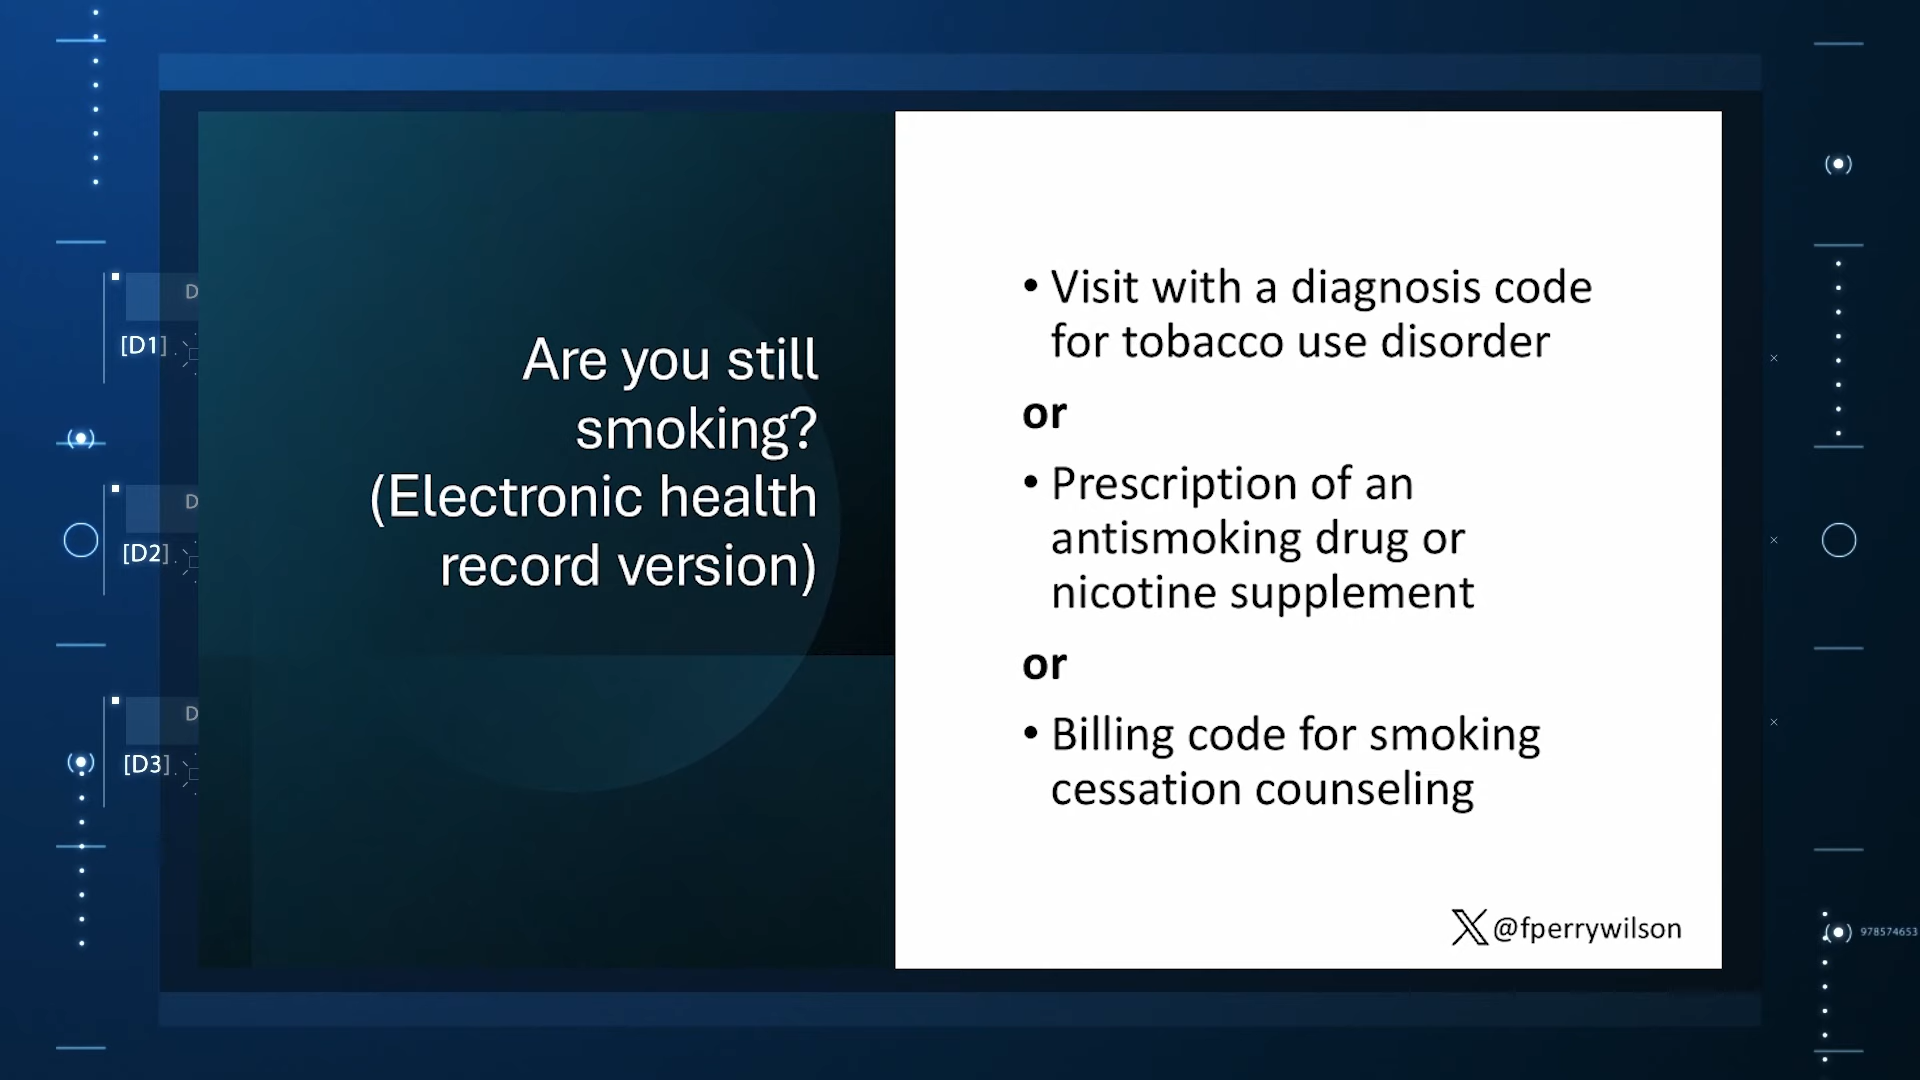 Are you still
smoking?
(Electronic health
record version)
• Visit with a diagnosis code
for tobacco use disorder
or
• Prescription of an
antismoking drug or
nicotine supplement
or
• Billing code for smoking
cessation counseling
@fperrywilson
D
[D1]
D
[D2]
D
[D3]
978574653